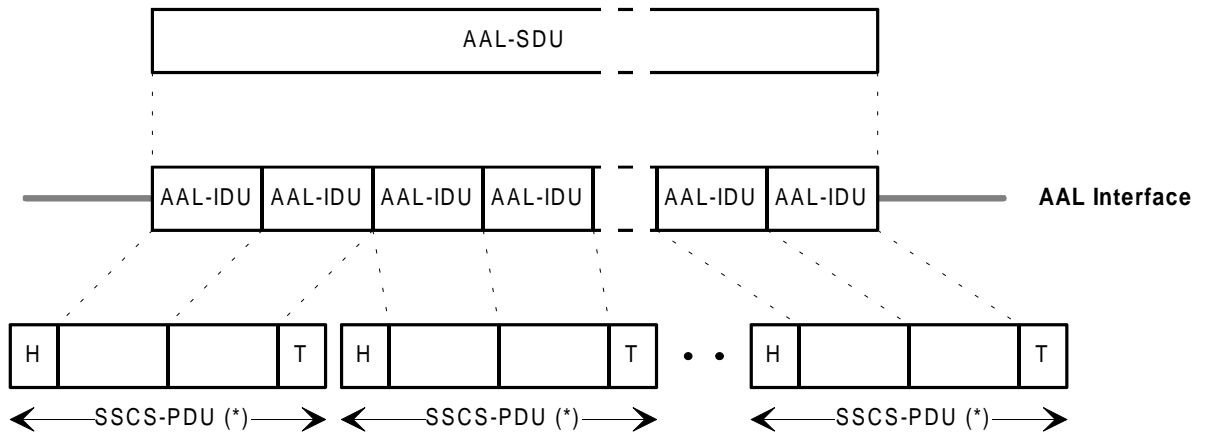 AAL-SDU
AAL-IDU AAL-IDU AAL-IDU AAL-IDU AAL-IDU AAL-IDU AAL Interface
H T H T H T
SSCS-PDU (*) SSCS-PDU (*) SSCS-PDU (*)